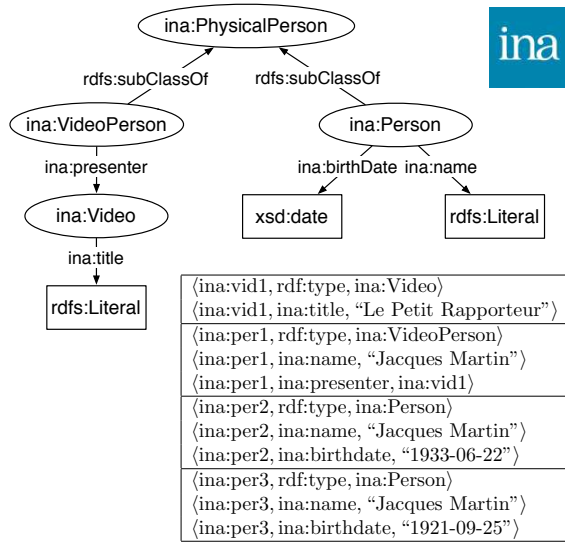 ina:PhysicalPerson
ina
rdfs:subClassOf rdfs:subClassOf
ina:VideoPerson ina:Person
ina:presenter ina:birthDate ina:name
ina:Video xsd:date rdfs:Literal
ina:title
rdfs:Literal
⟨ina:vid1, rdf:type, ina:Video⟩
⟨ina:vid1, ina:title, “Le Petit Rapporteur”⟩
⟨ina:per1, rdf:type, ina:VideoPerson⟩
⟨ina:per1, ina:name, “Jacques Martin”⟩
⟨ina:per1, ina:presenter, ina:vid1⟩
⟨ina:per2, rdf:type, ina:Person⟩
⟨ina:per2, ina:name, “Jacques Martin”⟩
⟨ina:per2, ina:birthdate, “1933-06-22”⟩
⟨ina:per3, rdf:type, ina:Person⟩
⟨ina:per3, ina:name, “Jacques Martin”⟩
⟨ina:per3, ina:birthdate, “1921-09-25”⟩